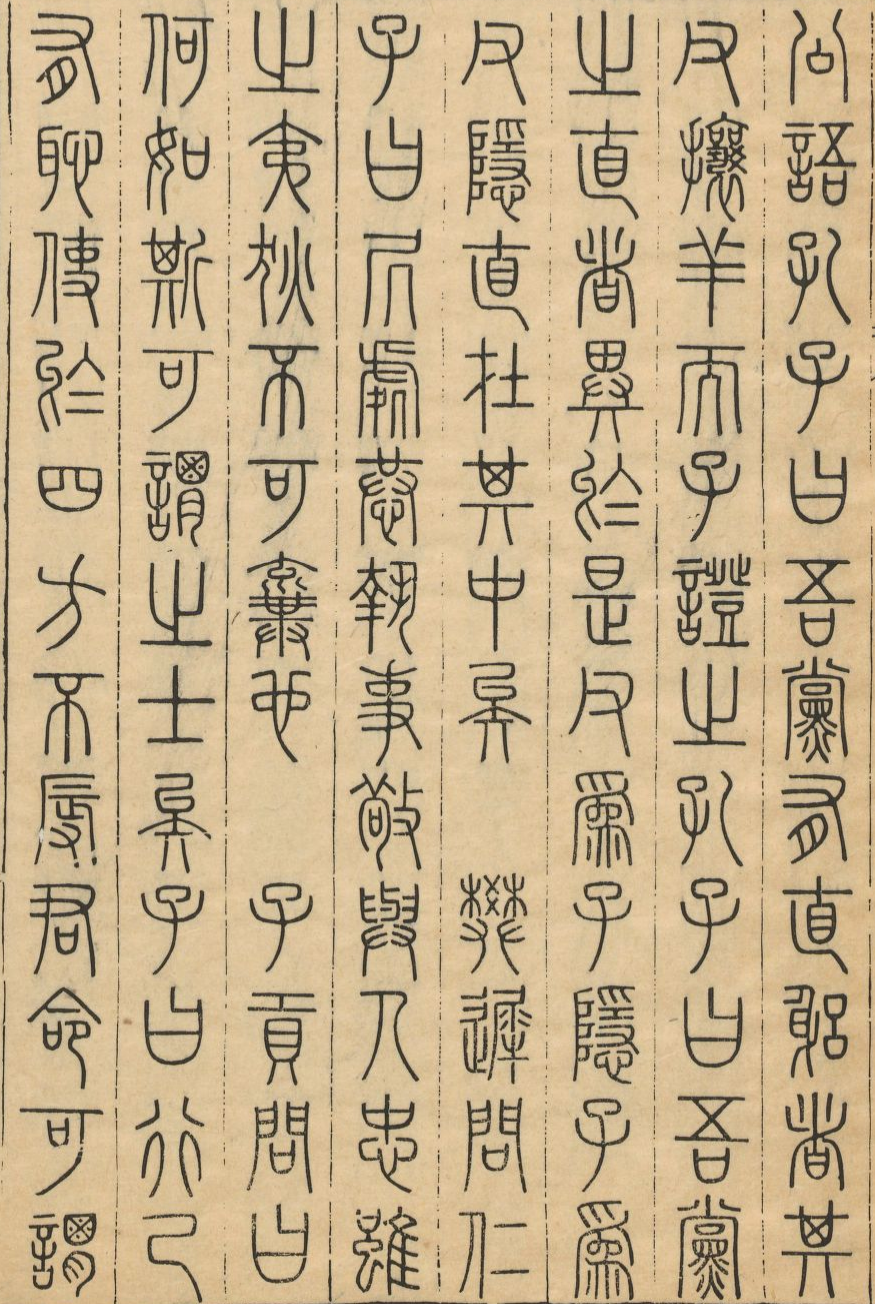 公語孔子曰吾黨有直躳者其
父攘羊而子證之孔子曰吾黨
之直者異於是父爲子隱子爲
父隱直在其中矣 樊遲問仁
子曰凥處恭執事敬與人忠雖
之夷狄不可棄也 子貢問曰
何如斯可謂之士矣子曰行己
有恥使於四方不辱君命可謂